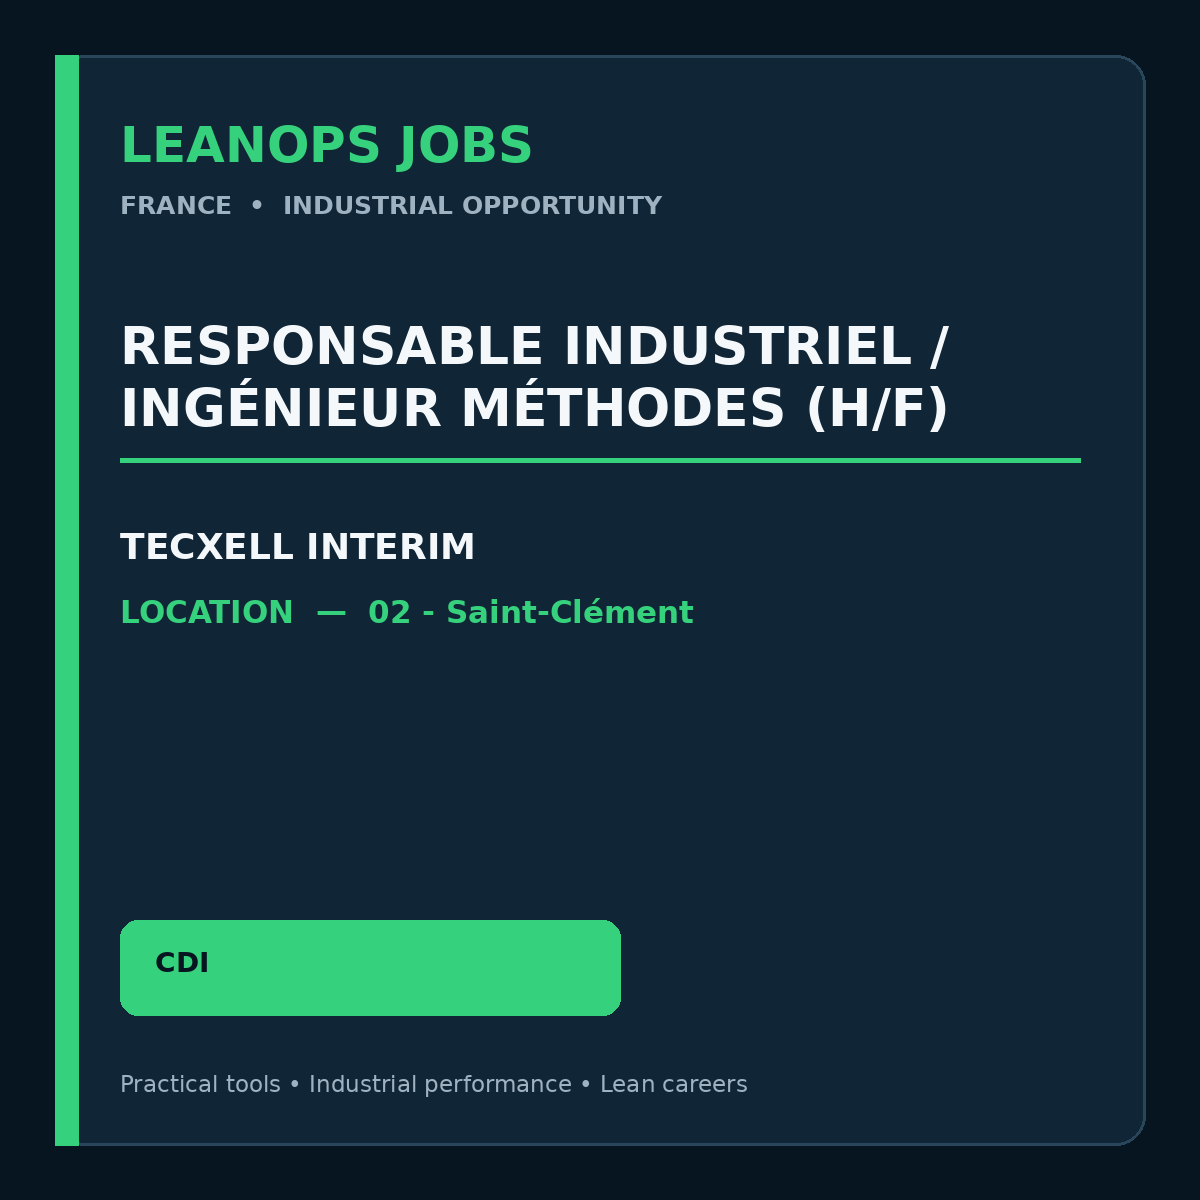 LEANOPS JOBS
FRANCE • INDUSTRIAL OPPORTUNITY
RESPONSABLE INDUSTRIEL /
INGÉNIEUR MÉTHODES (H/F)
TECXELL INTERIM
LOCATION — 02 - Saint-Clément
CDI
Practical tools • Industrial performance • Lean careers